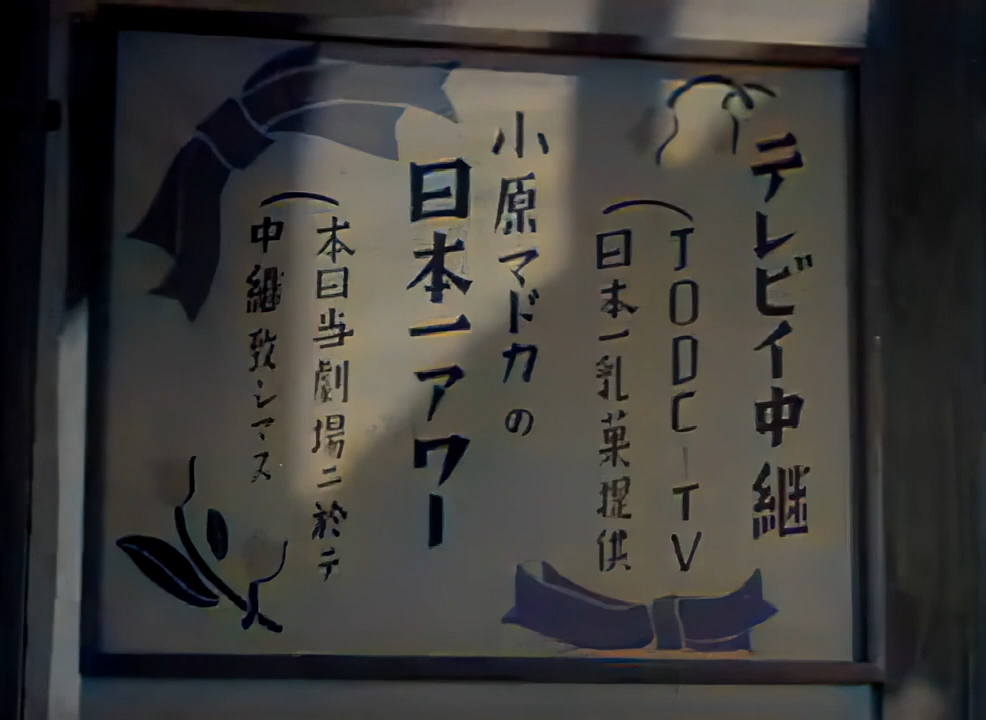 テレビイ中継
（JODC－TV
日本一乳菓提供
小原マドカの
日本一アワー
（本日当劇場ニ於テ
中継致シマス